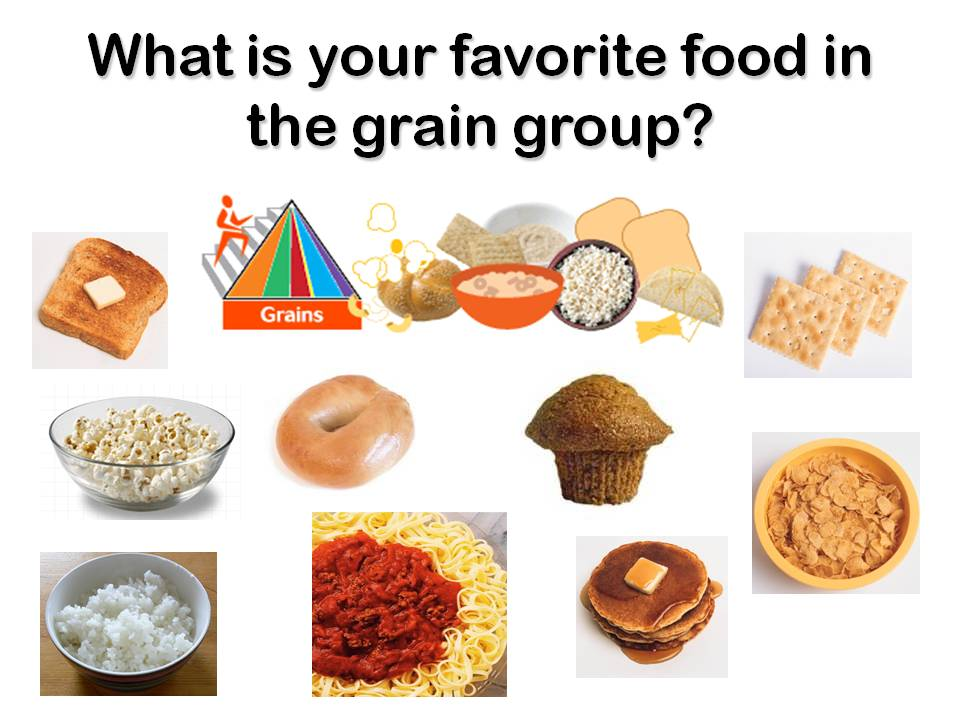 What is your favorite food in
the grain group?
Grains